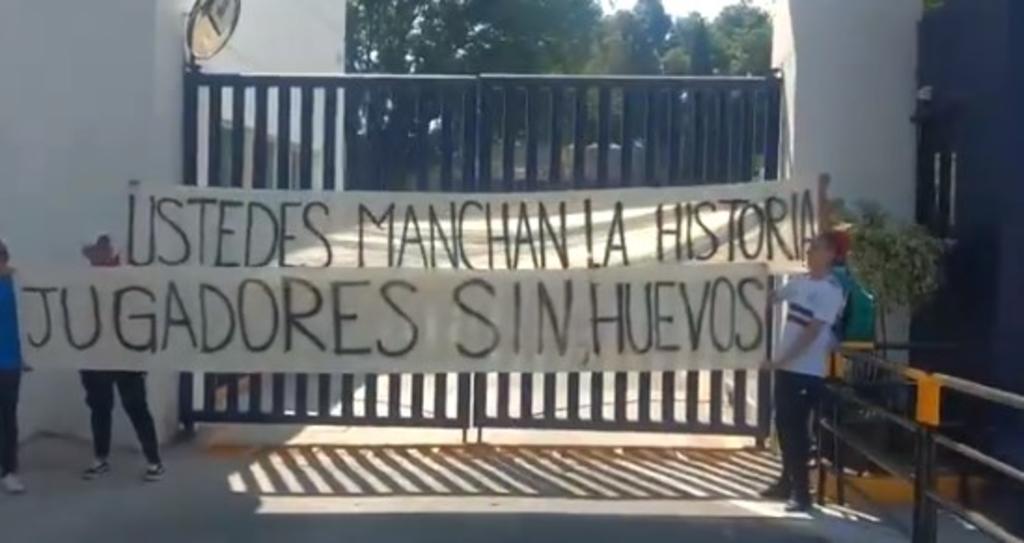 USTEDES MANCHAN LA HISTORIA
JUGADORES SIN HUEVOS